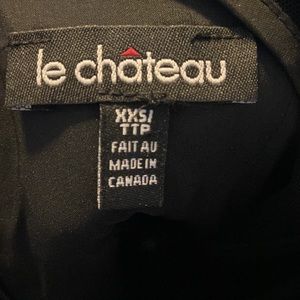 le château
XXS/
TTP
FAIT AU
MADE IN
CANADA